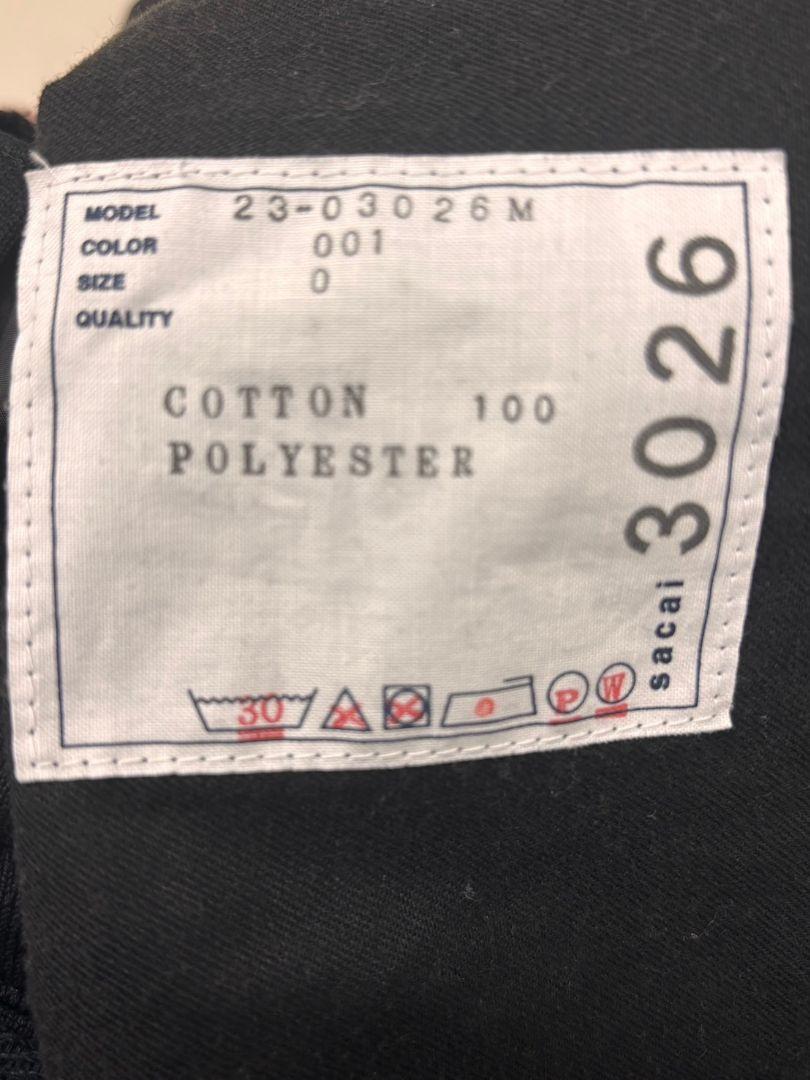 MODEL 23-03026M
COLOR 001
SIZE 0
QUALITY
COTTON 100
POLYESTER
30
P
W
sacai 3026